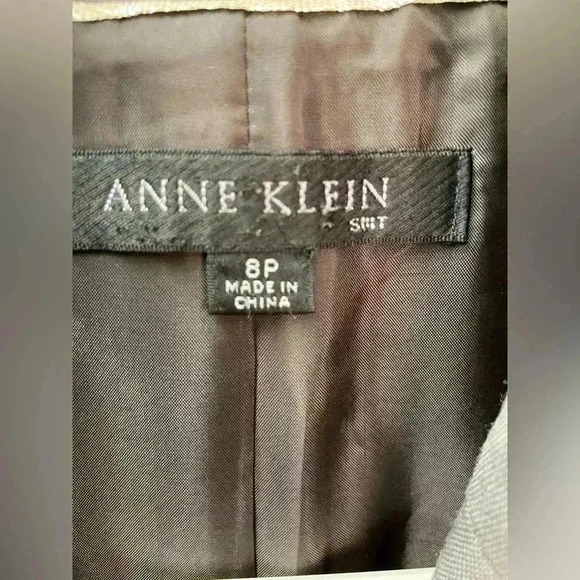 ANNE KLEIN
SUIT
8P
MADE IN
CHINA